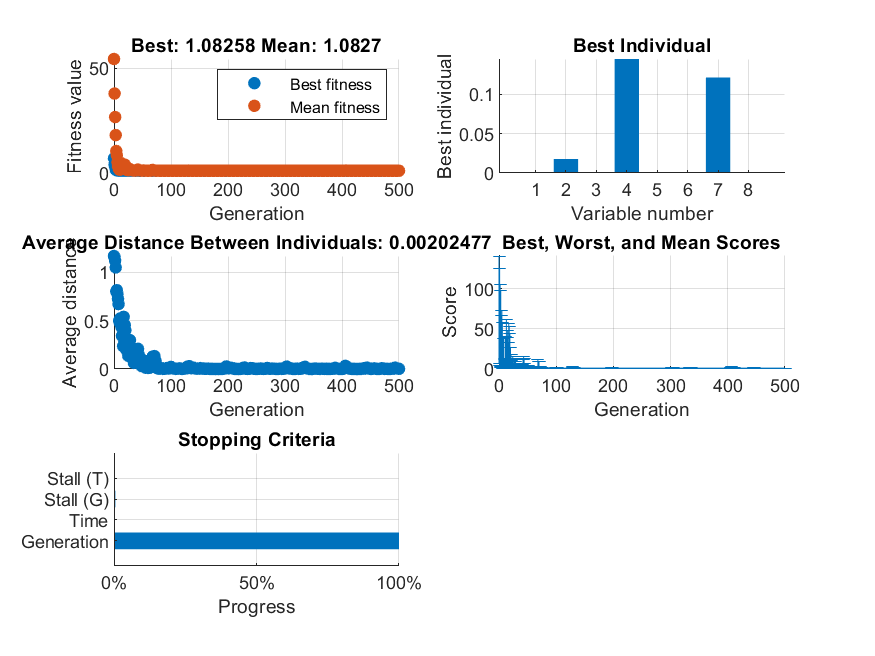 Best: 1.08258 Mean: 1.0827
Fitness value
50
0
Best fitness
Mean fitness
0 100 200 300 400 500
Generation
Best Individual
Best individual
0.1
0.05
0
1 2 3 4 5 6 7 8
Variable number
Average Distance Between Individuals: 0.00202477
Average distance
1
0.5
0
0 100 200 300 400 500
Generation
Best, Worst, and Mean Scores
Score
100
50
0
0 100 200 300 400 500
Generation
Stopping Criteria
Stall (T)
Stall (G)
Time
Generation
0% 50% 100%
Progress